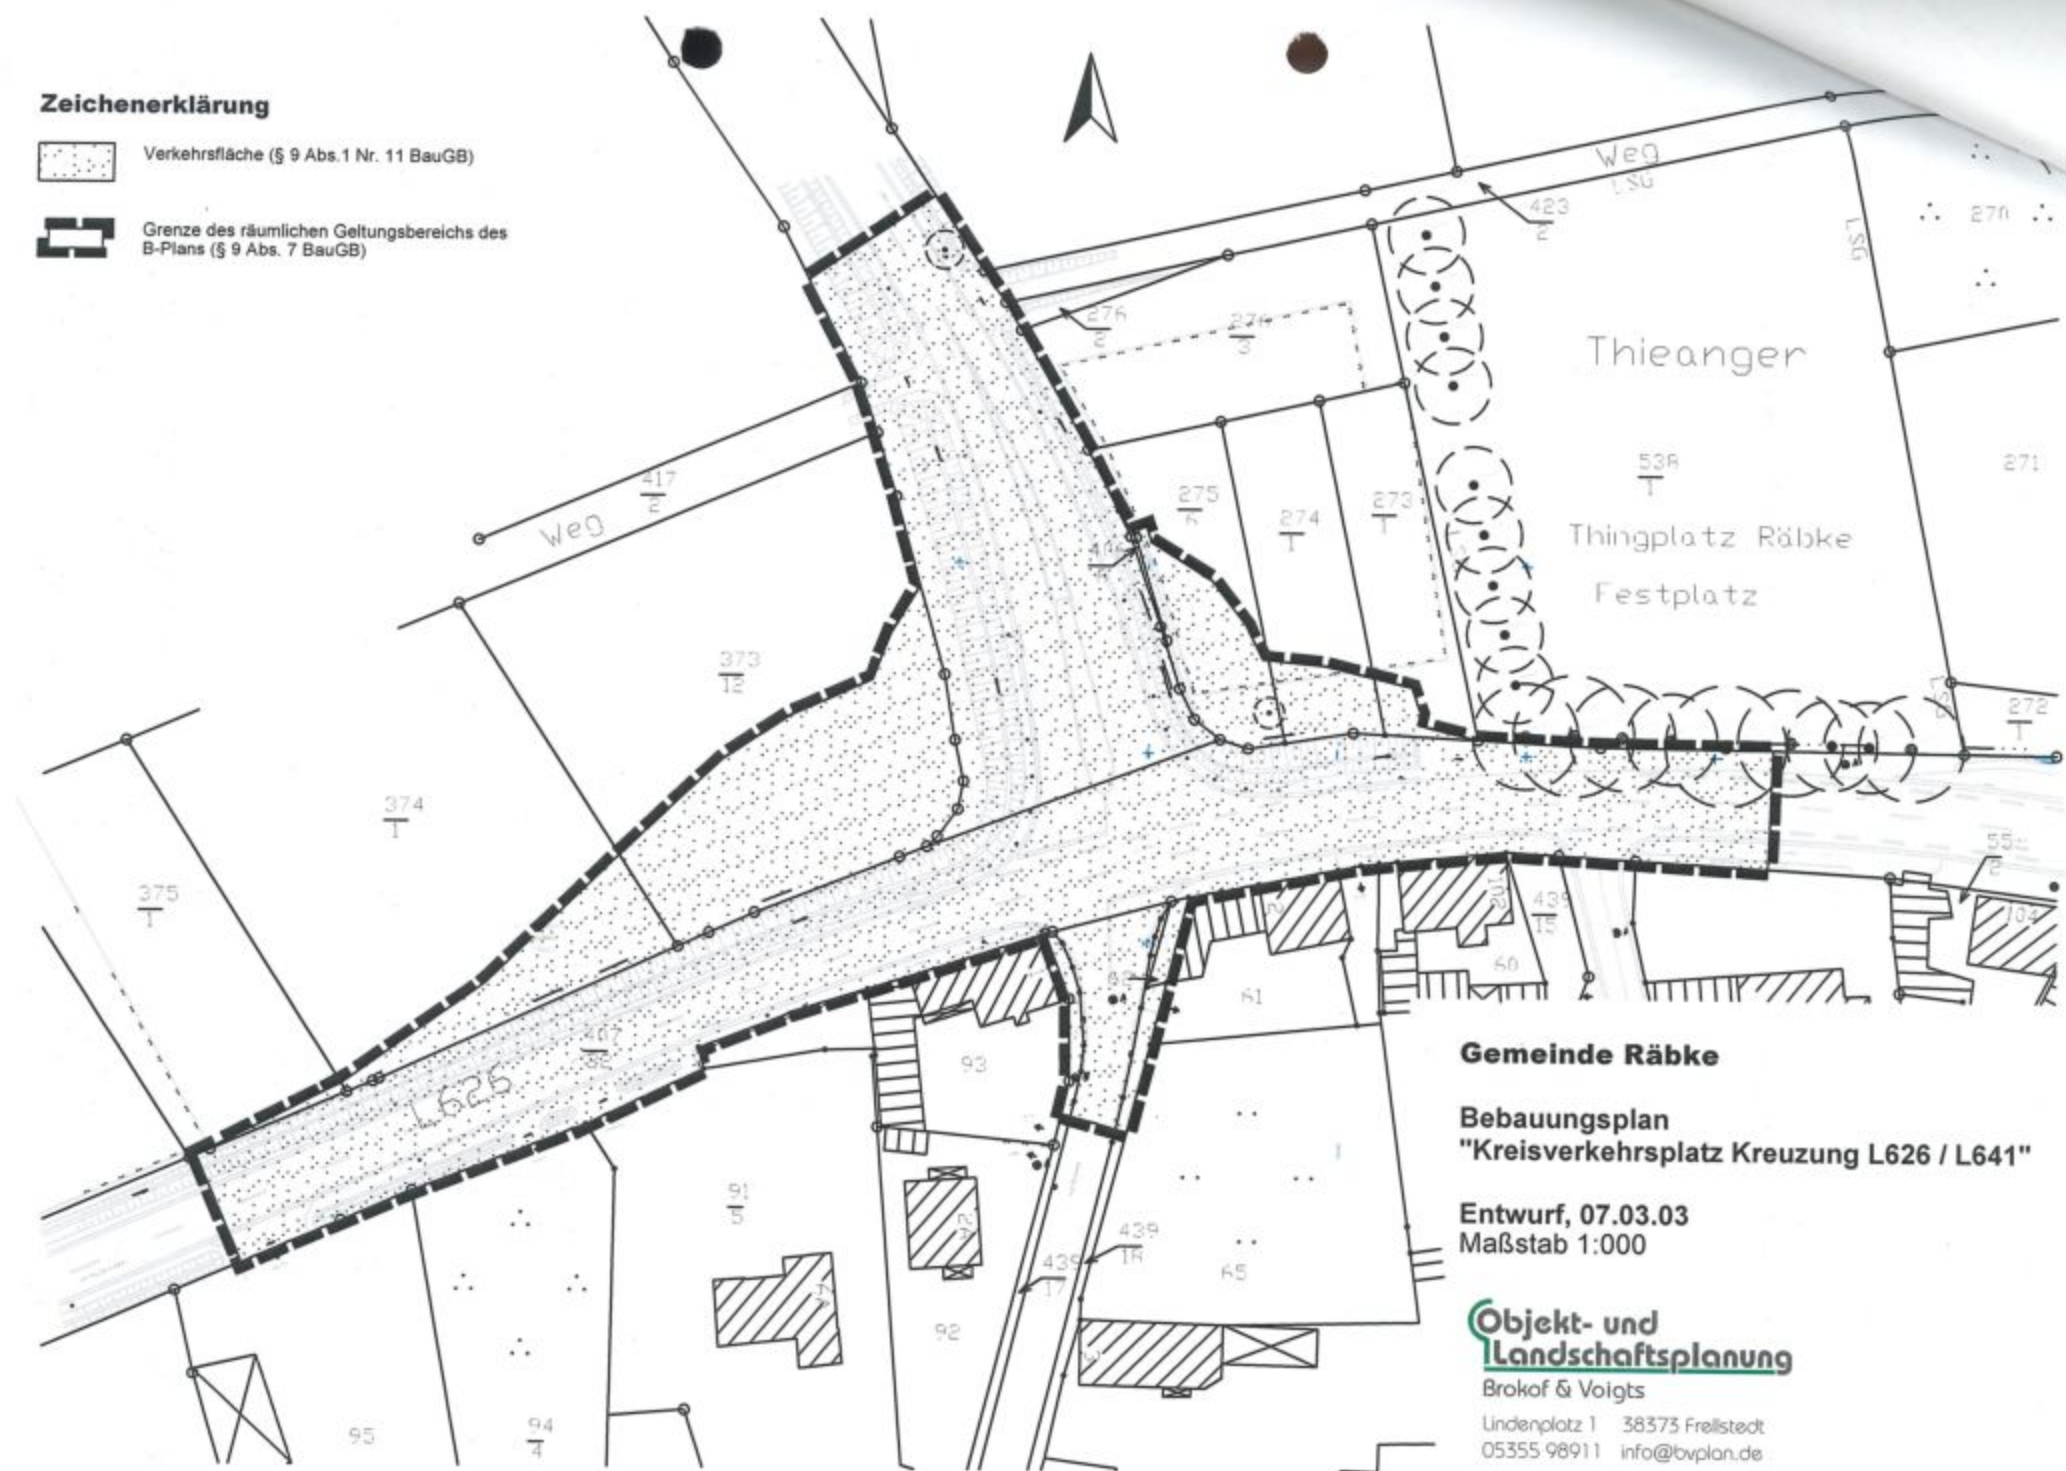 Zeichenerklärung
Verkehrsfläche (§ 9 Abs.1 Nr. 11 BauGB)
Grenze des räumlichen Geltungsbereichs des
B-Plans (§ 9 Abs. 7 BauGB)
Weg
LSG
423
2
270
LSG
276
2
276
3
Thieanger
417
2
Weg
275
274
1
273
1
538
1
271
Thingplatz Räbke
Festplatz
373
12
LSG
272
1
374
1
375
1
439
15
104
60
61
407
L626
93
Gemeinde Räbke
Bebauungsplan
"Kreisverkehrsplatz Kreuzung L626 / L641"
Entwurf, 07.03.03
Maßstab 1:000
91
5
439
17
439
65
92
95
94
4
Objekt- und
Landschaftsplanung
Brokof & Voigts
Lindenplatz 1 38373 Frellstedt
05355 98911 info@bvplan.de